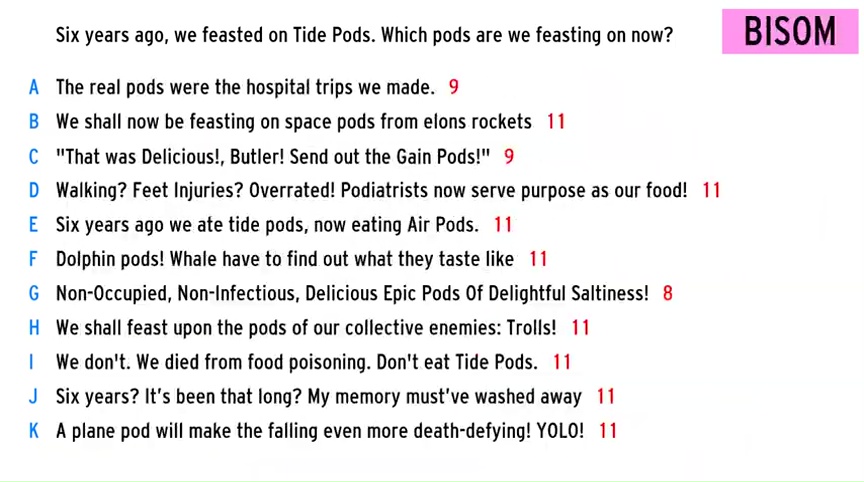 Six years ago, we feasted on Tide Pods. Which pods are we feasting on now?
BISOM
A The real pods were the hospital trips we made. 9
B We shall now be feasting on space pods from elons rockets 11
C "That was Delicious!, Butler! Send out the Gain Pods!" 9
D Walking? Feet Injuries? Overrated! Podiatrists now serve purpose as our food! 11
E Six years ago we ate tide pods, now eating Air Pods. 11
F Dolphin pods! Whale have to find out what they taste like 11
G Non-Occupied, Non-Infectious, Delicious Epic Pods Of Delightful Saltiness! 8
H We shall feast upon the pods of our collective enemies: Trolls! 11
I We don't. We died from food poisoning. Don't eat Tide Pods. 11
J Six years? It’s been that long? My memory must’ve washed away 11
K A plane pod will make the falling even more death-defying! YOLO! 11